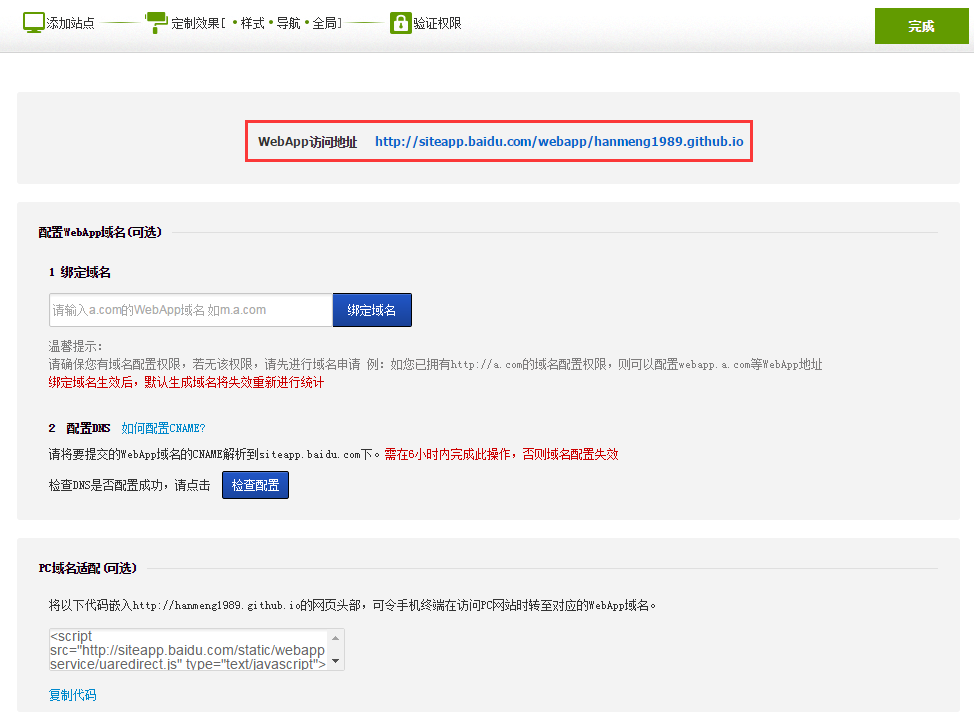 添加站点 定制效果[ •样式•导航•全局] 验证权限 完成
WebApp访问地址 http://siteapp.baidu.com/webapp/hanmeng1989.github.io
配置WebApp域名(可选)
1 绑定域名
请输入a.com的WebApp域名 如m.a.com 绑定域名
温馨提示：
请确保您有域名配置权限，若无该权限，请先进行域名申请 例：如您已拥有http://a.com的域名配置权限，则可以配置webapp.a.com等WebApp地址
绑定域名生效后，默认生成域名将失效重新进行统计
2 配置DNS 如何配置CNAME?
请将要提交的WebApp域名的CNAME解析到siteapp.baidu.com下。需在6小时内完成此操作，否则域名配置失效
检查DNS是否配置成功，请点击 检查配置
PC域名适配(可选)
将以下代码嵌入http://hanmeng1989.github.io的网页头部，可令手机终端在访问PC网站时转至对应的WebApp域名。
<script
src="http://siteapp.baidu.com/static/webapp
service/uaredirect.js" type="text/javascript">
复制代码